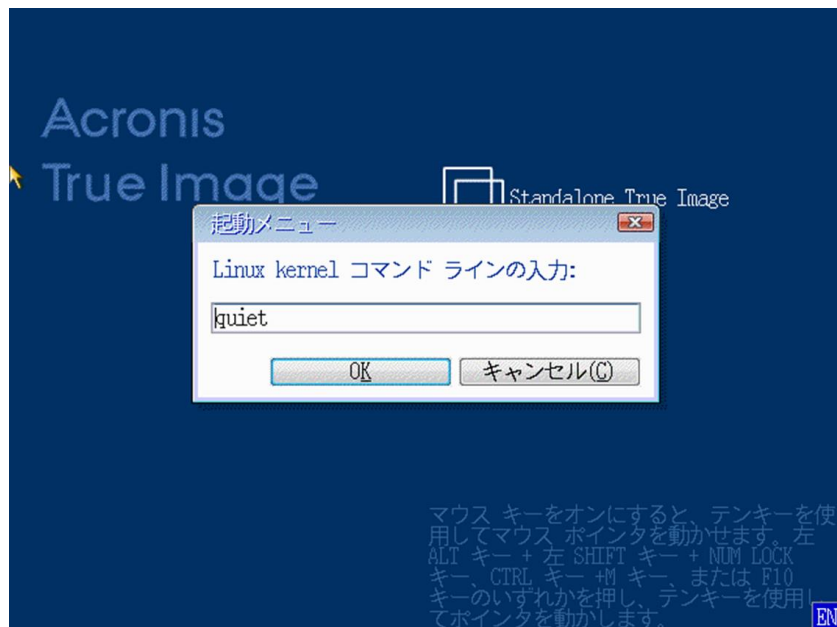 Acronis
True Image
Standalone True Image
起動メニュー
Linux kernel コマンド ラインの入力:
quiet
OK
キャンセル(C)
マウス キーをオンにすると、テンキーを使
用してマウス ポインタを動かせます。左
ALT キー + 左 SHIFT キー + NUM LOCK
キー、CTRL キー +M キー、または F10
キーのいずれかを押し、テンキーを使用し
てポインタを動かします。
EN